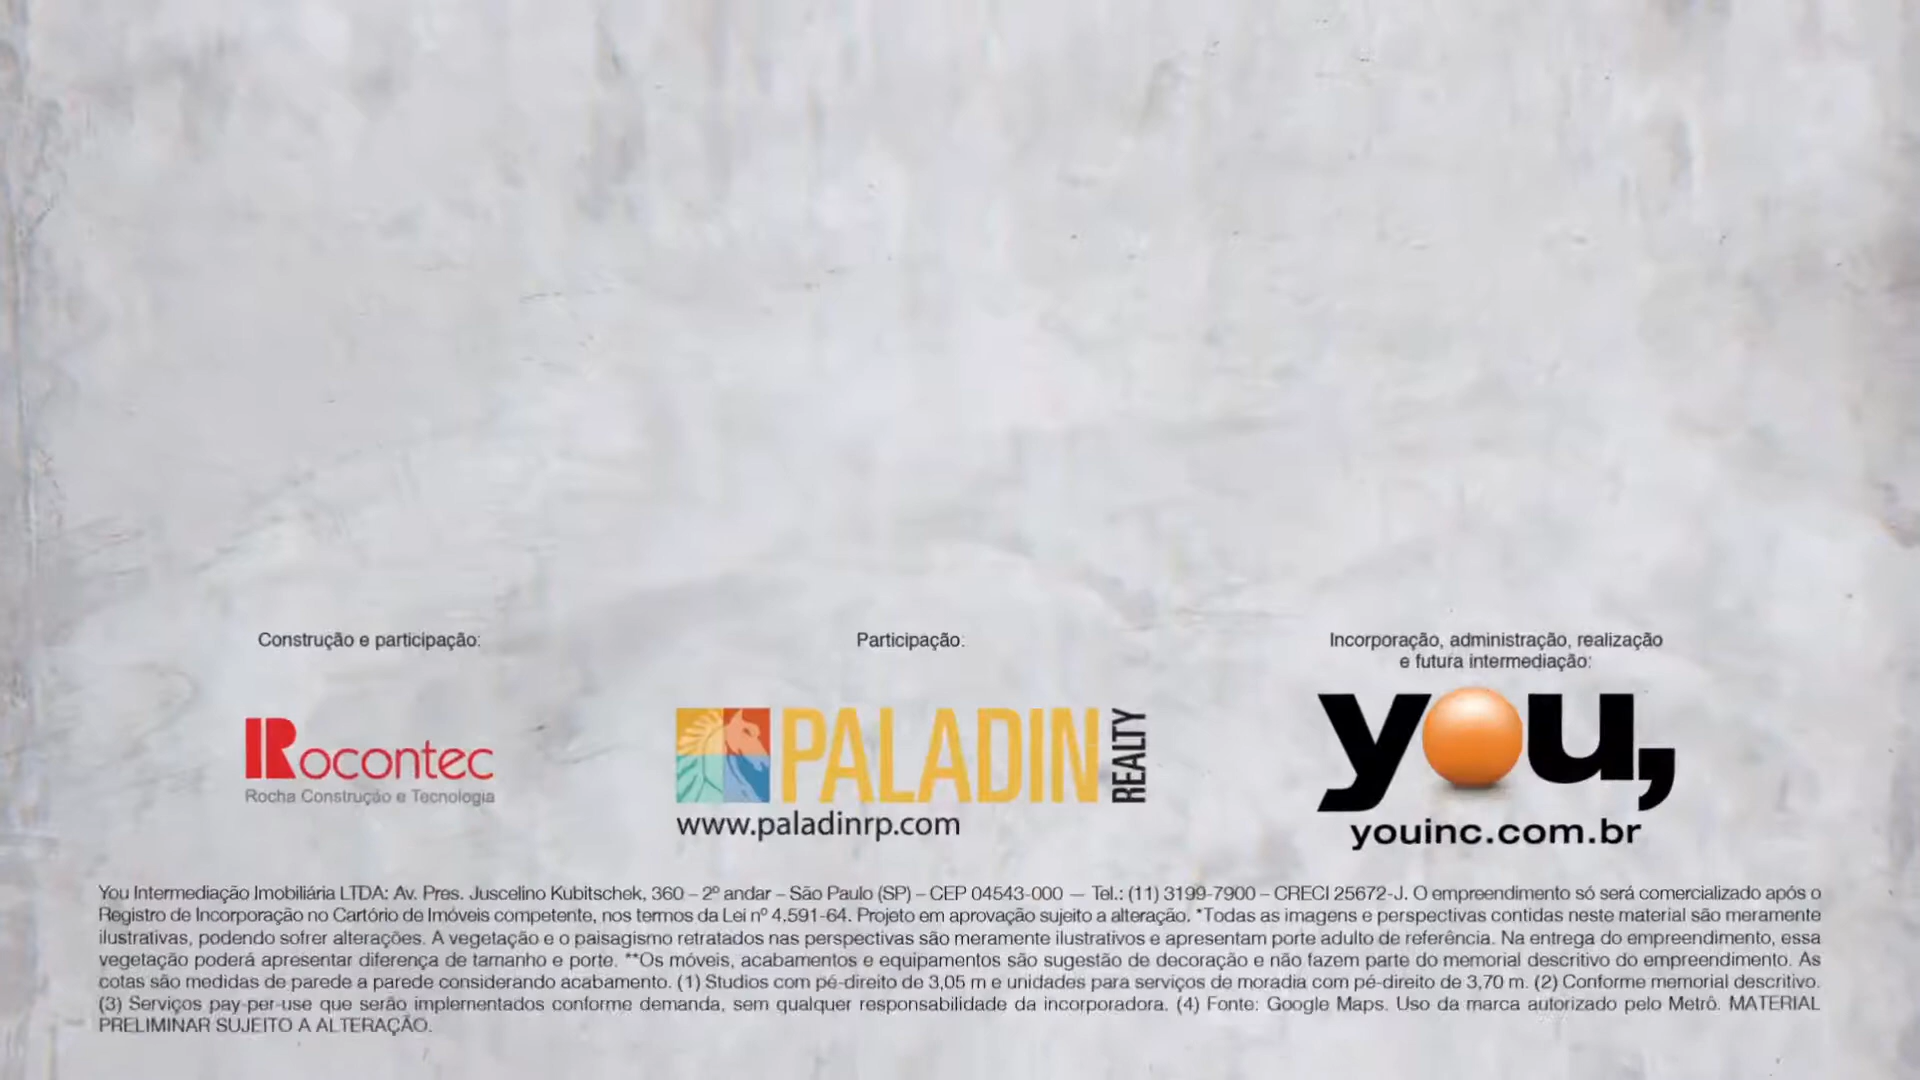 Construção e participação:
Participação:
Incorporação, administração, realização
e futura intermediação:
Rocontec
Rocha Construção e Tecnologia
PALADIN
REALTY
www.paladinrp.com
you,
youinc.com.br
You Intermediação Imobiliária LTDA: Av. Pres. Juscelino Kubitschek, 360 – 2º andar – São Paulo (SP) – CEP 04543-000 — Tel.: (11) 3199-7900 – CRECI 25672-J. O empreendimento só será comercializado após o
Registro de Incorporação no Cartório de Imóveis competente, nos termos da Lei nº 4.591-64. Projeto em aprovação sujeito a alteração. *Todas as imagens e perspectivas contidas neste material são meramente
ilustrativas, podendo sofrer alterações. A vegetação e o paisagismo retratados nas perspectivas são meramente ilustrativos e apresentam porte adulto de referência. Na entrega do empreendimento, essa
vegetação poderá apresentar diferença de tamanho e porte. **Os móveis, acabamentos e equipamentos são sugestão de decoração e não fazem parte do memorial descritivo do empreendimento. As
cotas são medidas de parede a parede considerando acabamento. (1) Studios com pé-direito de 3,05 m e unidades para serviços de moradia com pé-direito de 3,70 m. (2) Conforme memorial descritivo.
(3) Serviços pay-per-use que serão implementados conforme demanda, sem qualquer responsabilidade da incorporadora. (4) Fonte: Google Maps. Uso da marca autorizado pelo Metrô. MATERIAL
PRELIMINAR SUJEITO A ALTERAÇÃO.